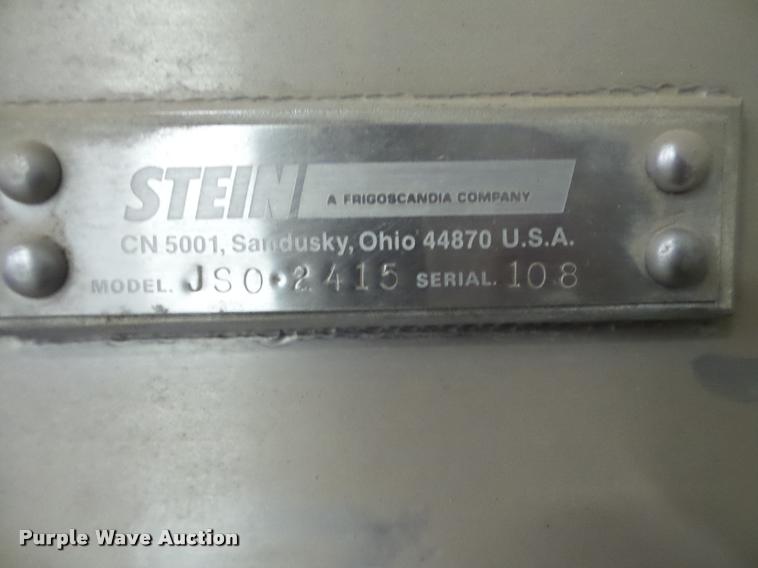 STEIN A FRIGOSCANDIA COMPANY
CN 5001, Sandusky, Ohio 44870 U.S.A.
MODEL. JSO-2415 SERIAL. 108
Purple Wave Auction